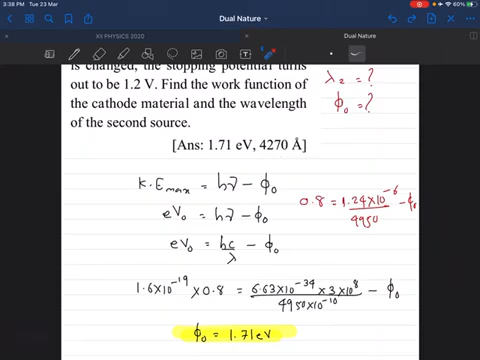 3:38 PM Tue 23 Mar
60%
Dual Nature
XII PHYSICS 2020
Dual Nature
is changed, the stopping potential turns
out to be 1.2 V. Find the work function
of the cathode material and the wavelength
of the second source.
[Ans: 1.71 eV, 4270 Å]
λ₂ = ?
ϕ₀ = ?
K.Emax = hν - ϕ₀
eV₀ = hν - ϕ₀
eV₀ = hc/λ - ϕ₀
0.8 = 1.24×10⁻⁶/4950 - ϕ₀
1.6×10⁻¹⁹ × 0.8 = 6.63×10⁻³⁴ × 3×10⁸/4950×10⁻¹⁰ - ϕ₀
ϕ₀ = 1.71 eV